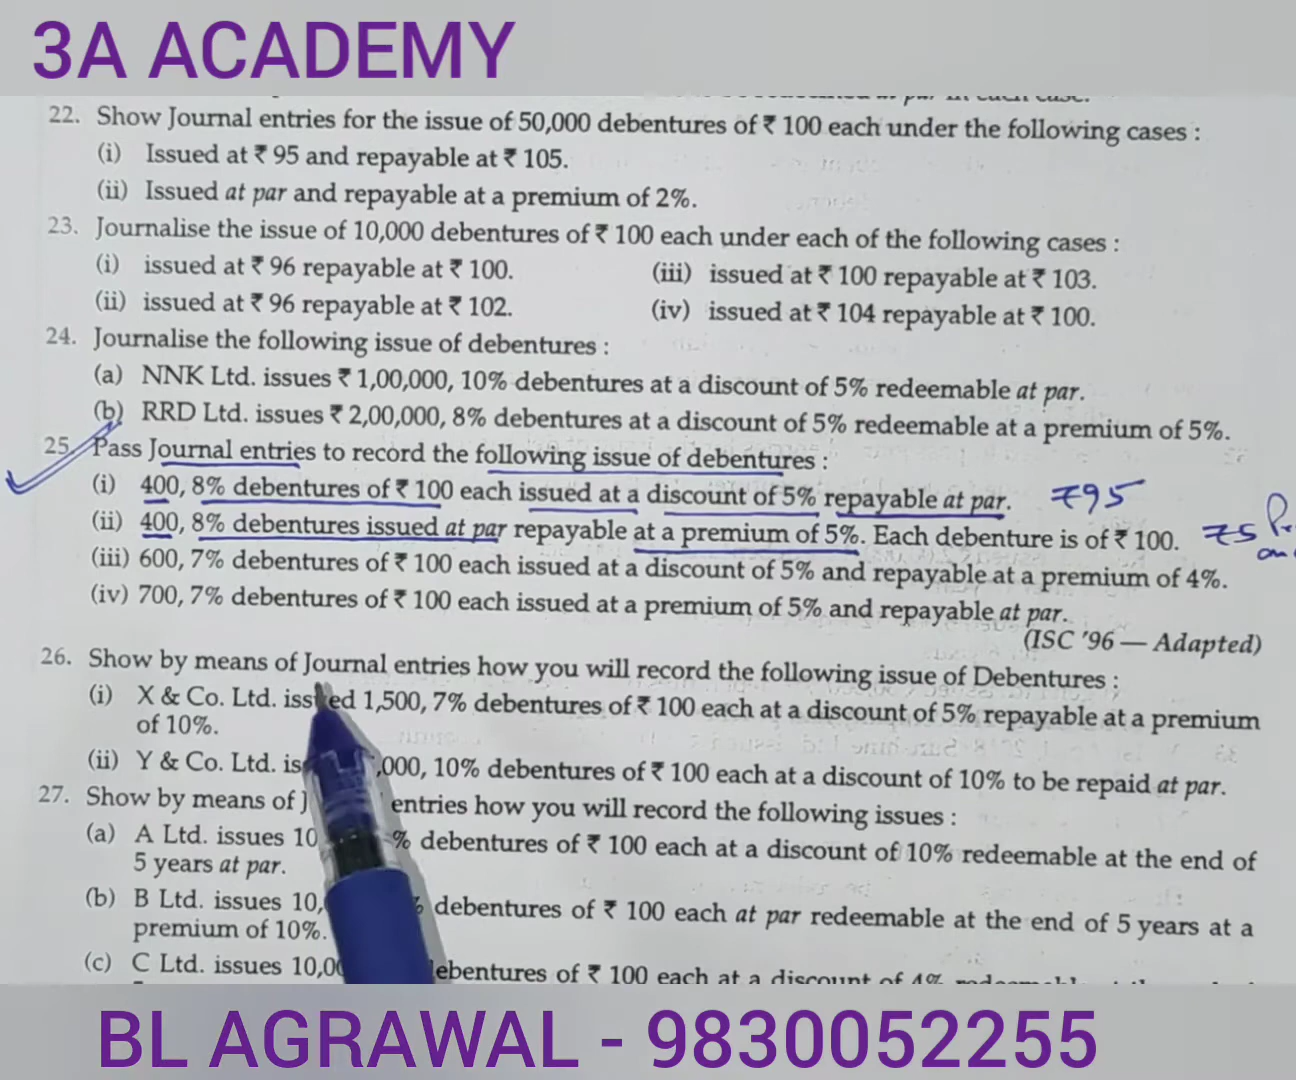 3A ACADEMY
22. Show Journal entries for the issue of 50,000 debentures of ₹ 100 each under the following cases :
(i) Issued at ₹ 95 and repayable at ₹ 105.
(ii) Issued at par and repayable at a premium of 2%.
23. Journalise the issue of 10,000 debentures of ₹ 100 each under each of the following cases :
(i) issued at ₹ 96 repayable at ₹ 100. (iii) issued at ₹ 100 repayable at ₹ 103.
(ii) issued at ₹ 96 repayable at ₹ 102. (iv) issued at ₹ 104 repayable at ₹ 100.
24. Journalise the following issue of debentures :
(a) NNK Ltd. issues ₹ 1,00,000, 10% debentures at a discount of 5% redeemable at par.
(b) RRD Ltd. issues ₹ 2,00,000, 8% debentures at a discount of 5% redeemable at a premium of 5%.
25. Pass Journal entries to record the following issue of debentures :
(i) 400, 8% debentures of ₹ 100 each issued at a discount of 5% repayable at par. ₹95
(ii) 400, 8% debentures issued at par repayable at a premium of 5%. Each debenture is of ₹ 100. ₹5
(iii) 600, 7% debentures of ₹ 100 each issued at a discount of 5% and repayable at a premium of 4%.
(iv) 700, 7% debentures of ₹ 100 each issued at a premium of 5% and repayable at par.
(ISC '96 — Adapted)
26. Show by means of Journal entries how you will record the following issue of Debentures :
(i) X & Co. Ltd. issued 1,500, 7% debentures of ₹ 100 each at a discount of 5% repayable at a premium
of 10%.
(ii) Y & Co. Ltd. ,000, 10% debentures of ₹ 100 each at a discount of 10% to be repaid at par.
27. Show by means of entries how you will record the following issues :
(a) A Ltd. issues 10 % debentures of ₹ 100 each at a discount of 10% redeemable at the end of
5 years at par.
(b) B Ltd. issues 10, debentures of ₹ 100 each at par redeemable at the end of 5 years at a
premium of 10%.
(c) C Ltd. issues 10,00 ebentures of ₹ 100 each at a discount of 4%
BL AGRAWAL - 9830052255